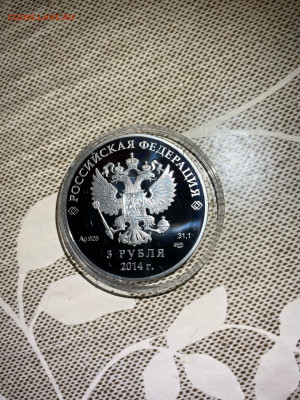 РОССИЙСКАЯ ФЕДЕРАЦИЯ
Ag 925
31,1
3 РУБЛЯ
2014 г.